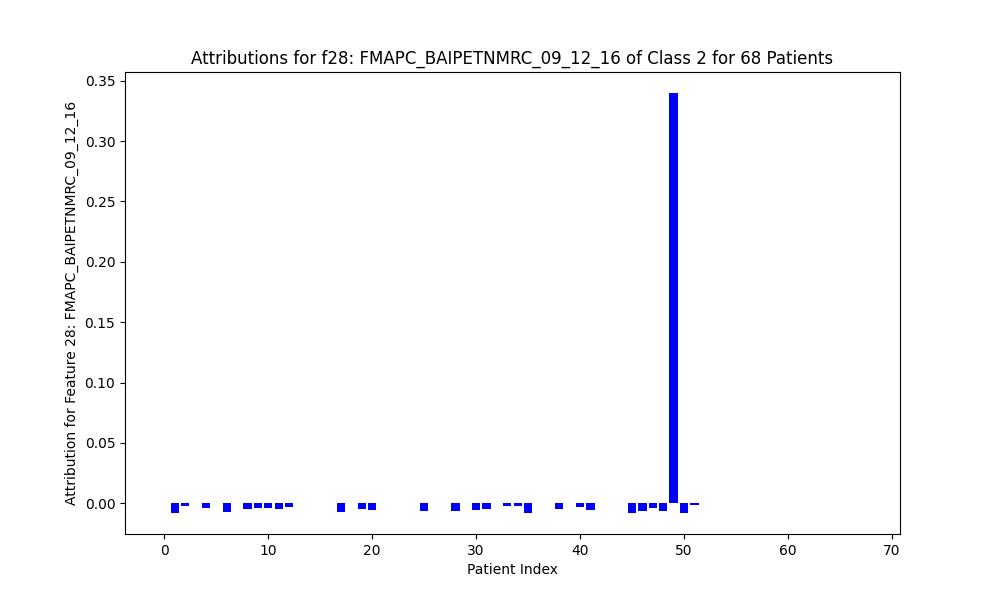 Attributions for f28: FMAPC_BAIPETNMRC_09_12_16 of Class 2 for 68 Patients
Attribution for Feature 28: FMAPC_BAIPETNMRC_09_12_16
0.35
0.30
0.25
0.20
0.15
0.10
0.05
0.00
0 10 20 30 40 50 60 70
Patient Index